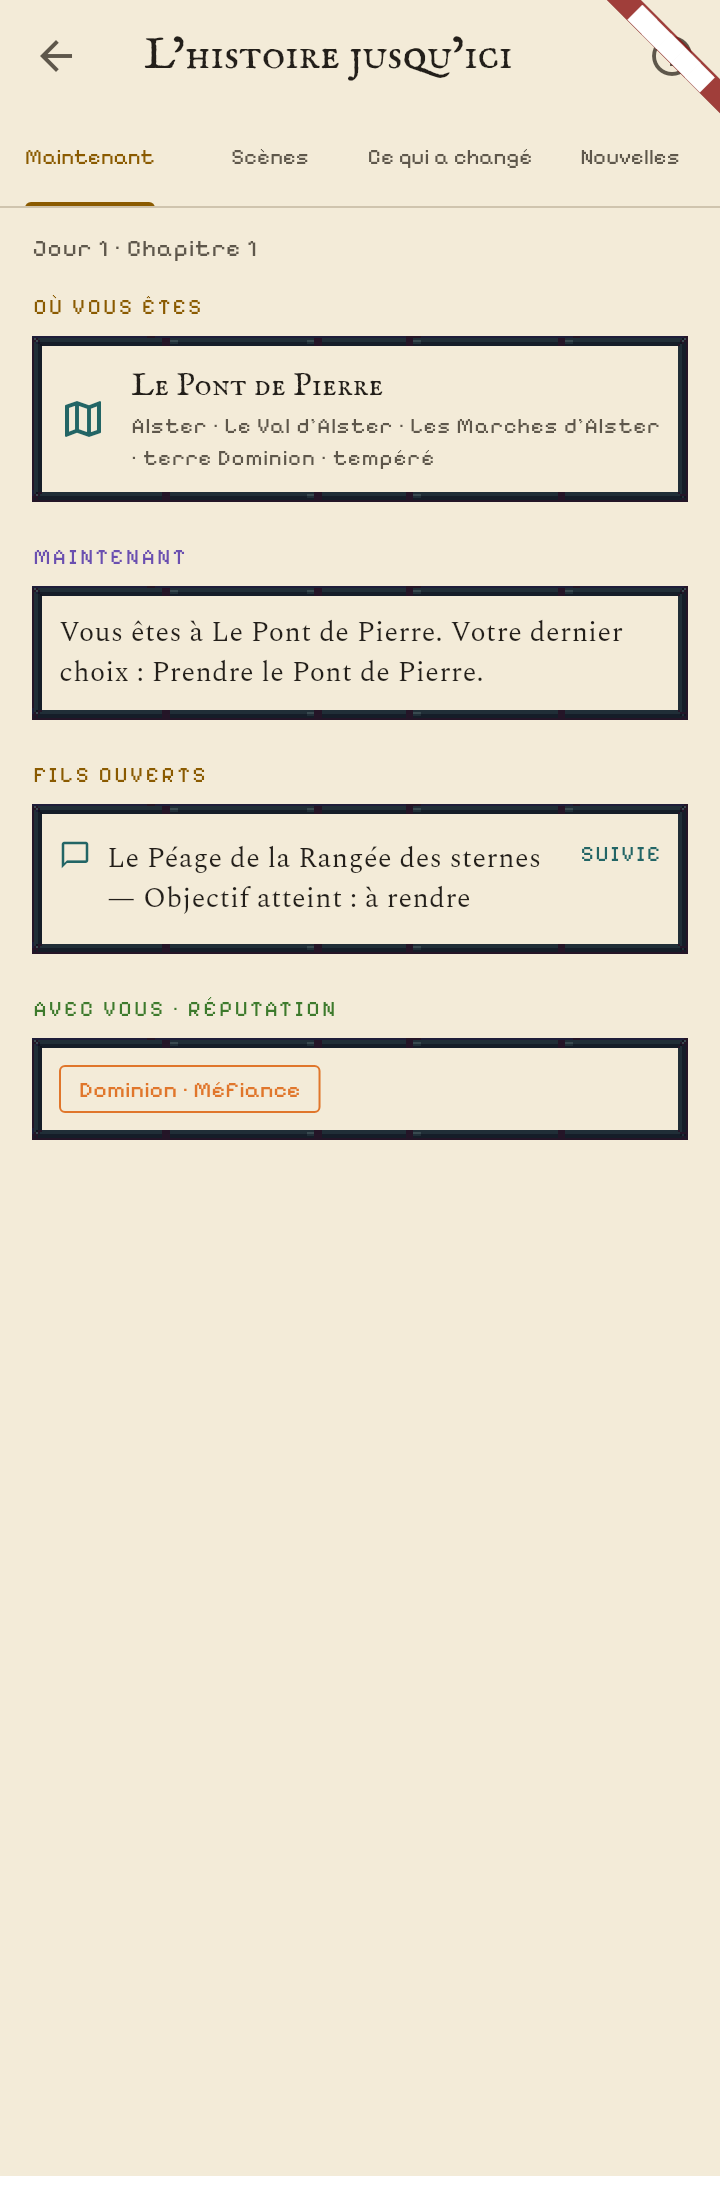 L'histoire jusqu'ici
Maintenant
Scènes
Ce qui a changé
Nouvelles
Jour 1 · Chapitre 1
OÙ VOUS ÊTES
Le Pont de Pierre
Alster · Le Val d'Alster · Les Marches d'Alster
· terre Dominion · tempéré
MAINTENANT
Vous êtes à Le Pont de Pierre. Votre dernier
choix : Prendre le Pont de Pierre.
FILS OUVERTS
Le Péage de la Rangée des sternes
— Objectif atteint : à rendre
SUIVIE
AVEC VOUS · RÉPUTATION
Dominion · Méfiance